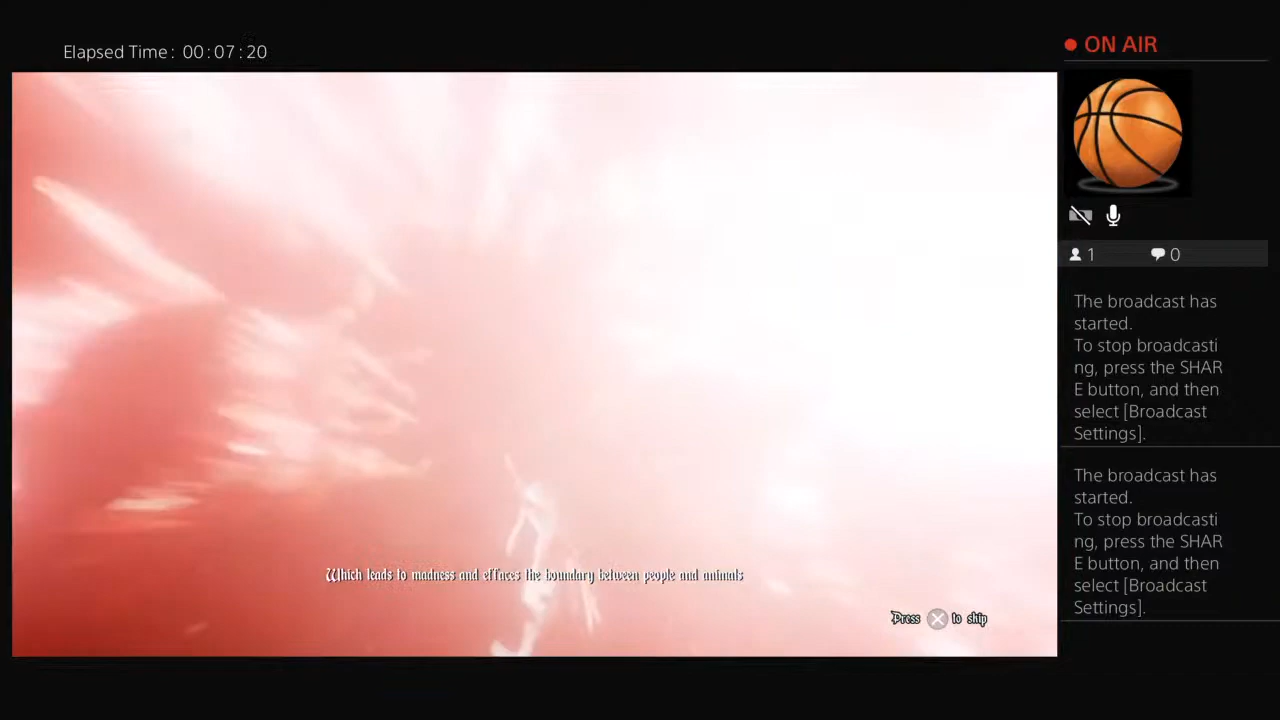 Elapsed Time: 00:07:20
ON AIR
1
0
The broadcast has
started.
To stop broadcasti
ng, press the SHAR
E button, and then
select [Broadcast
Settings].
The broadcast has
started.
To stop broadcasti
ng, press the SHAR
E button, and then
select [Broadcast
Settings].
Which leads to madness and effaces the boundary between people and animals
Press X to skip